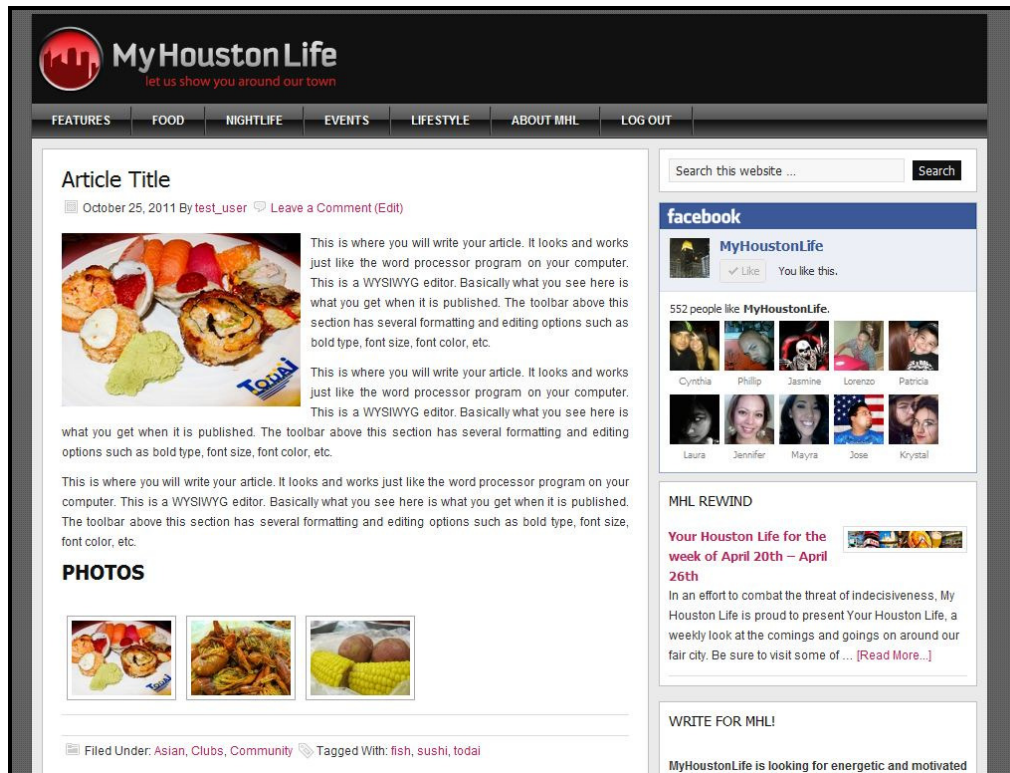 MyHoustonLife
let us show you around our town
FEATURES FOOD NIGHTLIFE EVENTS LIFESTYLE ABOUT MHL LOG OUT
Article Title
October 25, 2011 By test_user Leave a Comment (Edit)
This is where you will write your article. It looks and works
just like the word processor program on your computer.
This is a WYSIWYG editor. Basically what you see here is
what you get when it is published. The toolbar above this
section has several formatting and editing options such as
bold type, font size, font color, etc.
TODAI
This is where you will write your article. It looks and works
just like the word processor program on your computer.
This is a WYSIWYG editor. Basically what you see here is
what you get when it is published. The toolbar above this section has several formatting and editing
options such as bold type, font size, font color, etc.
This is where you will write your article. It looks and works just like the word processor program on your
computer. This is a WYSIWYG editor. Basically what you see here is what you get when it is published.
The toolbar above this section has several formatting and editing options such as bold type, font size,
font color, etc.
PHOTOS
TODAI
Filed Under: Asian, Clubs, Community Tagged With: fish, sushi, todai
Search this website ... Search
facebook
MyHoustonLife
Like You like this.
552 people like MyHoustonLife.
Cynthia Phillip Jasmine Lorenzo Patricia
Laura Jennifer Mayra Jose Krystal
MHL REWIND
Your Houston Life for the
week of April 20th – April
26th
In an effort to combat the threat of indecisiveness, My
Houston Life is proud to present Your Houston Life, a
weekly look at the comings and goings on around our
fair city. Be sure to visit some of ... [Read More...]
WRITE FOR MHL!
MyHoustonLife is looking for energetic and motivated